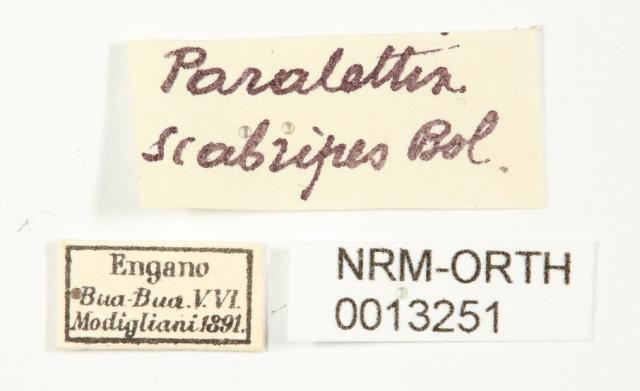 Paralettix
scabripes Bol.
Engano
Bua-Bua. V.VI.
Modigliani 1891.
NRM-ORTH
0013251